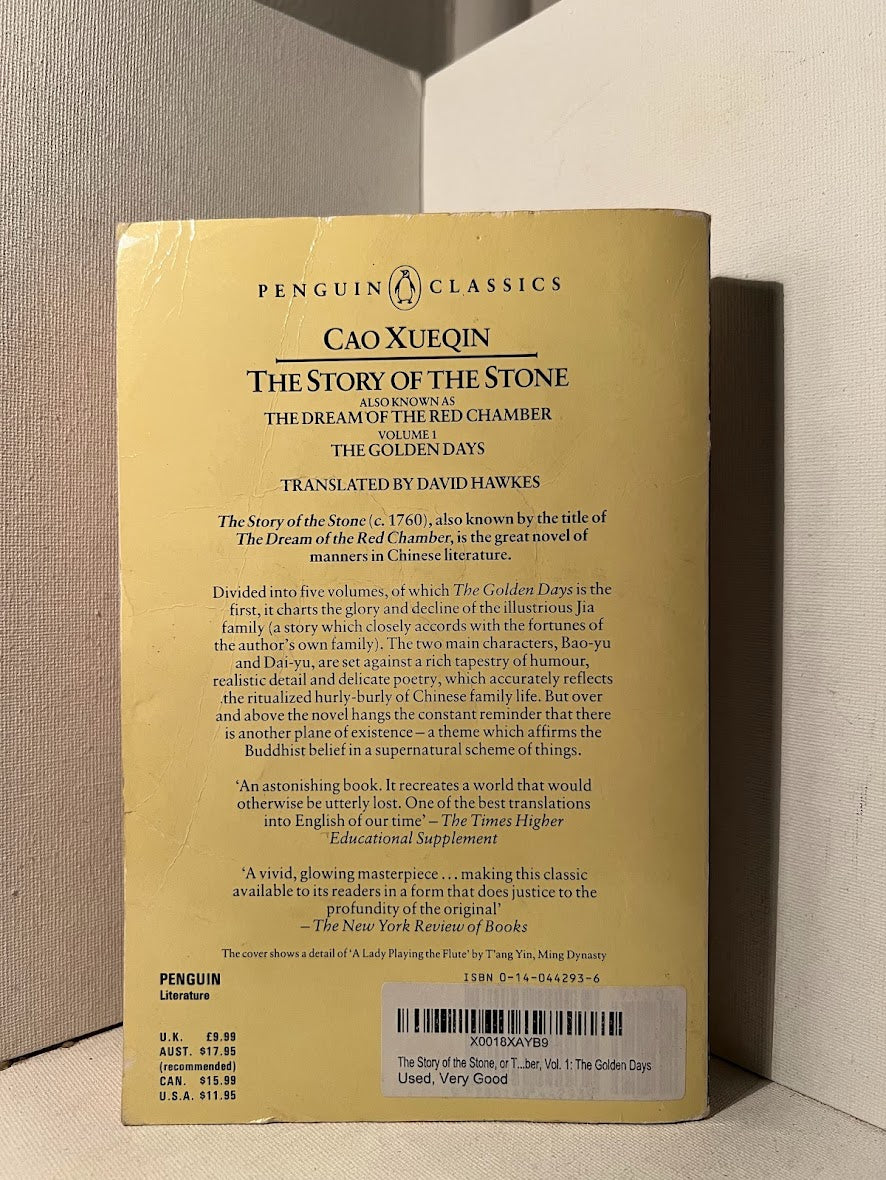 PENGUIN CLASSICS
CAO XUEQIN
THE STORY OF THE STONE
ALSO KNOWN AS
THE DREAM OF THE RED CHAMBER
VOLUME 1
THE GOLDEN DAYS
TRANSLATED BY DAVID HAWKES
The Story of the Stone (c. 1760), also known by the title of
The Dream of the Red Chamber, is the great novel of
manners in Chinese literature.
Divided into five volumes, of which The Golden Days is the
first, it charts the glory and decline of the illustrious Jia
family (a story which closely accords with the fortunes of
the author's own family). The two main characters, Bao-yu
and Dai-yu, are set against a rich tapestry of humour,
realistic detail and delicate poetry, which accurately reflects
the ritualized hurly-burly of Chinese family life. But over
and above the novel hangs the constant reminder that there
is another plane of existence – a theme which affirms the
Buddhist belief in a supernatural scheme of things.
'An astonishing book. It recreates a world that would
otherwise be utterly lost. One of the best translations
into English of our time' – The Times Higher
Educational Supplement
'A vivid, glowing masterpiece ... making this classic
available to its readers in a form that does justice to the
profundity of the original'
– The New York Review of Books
The cover shows a detail of 'A Lady Playing the Flute' by T'ang Yin, Ming Dynasty
PENGUIN
Literature
ISBN 0-14-044293-6
U.K. £9.99
AUST. $17.95
(recommended)
CAN. $15.99
U.S.A. $11.95
X0018XAYB9
The Story of the Stone, or T...ber, Vol. 1: The Golden Days
Used, Very Good